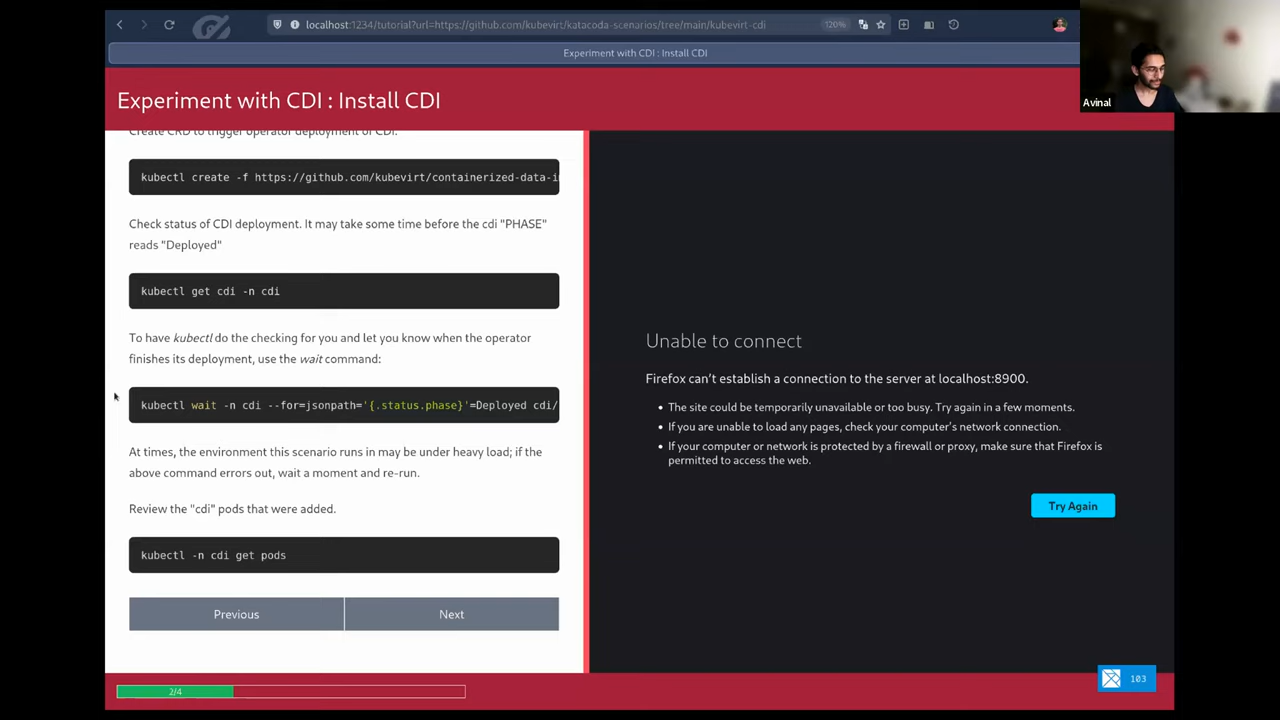 localhost:1234/tutorial?url=https://github.com/kubevirt/katacoda-scenarios/tree/main/kubevirt-cdi
120%
Experiment with CDI : Install CDI
Avinal
Experiment with CDI : Install CDI
Create CRD to trigger operator deployment of CDI:
kubectl create -f https://github.com/kubevirt/containerized-data-i
Check status of CDI deployment. It may take some time before the cdi "PHASE"
reads "Deployed"
kubectl get cdi -n cdi
To have kubectl do the checking for you and let you know when the operator
finishes its deployment, use the wait command:
kubectl wait -n cdi --for=jsonpath='{.status.phase}'=Deployed cdi/
At times, the environment this scenario runs in may be under heavy load; if the
above command errors out, wait a moment and re-run.
Review the "cdi" pods that were added.
kubectl -n cdi get pods
Previous
Next
2/4
Unable to connect
Firefox can't establish a connection to the server at localhost:8900.
• The site could be temporarily unavailable or too busy. Try again in a few moments.
• If you are unable to load any pages, check your computer's network connection.
• If your computer or network is protected by a firewall or proxy, make sure that Firefox is
permitted to access the web.
Try Again
103